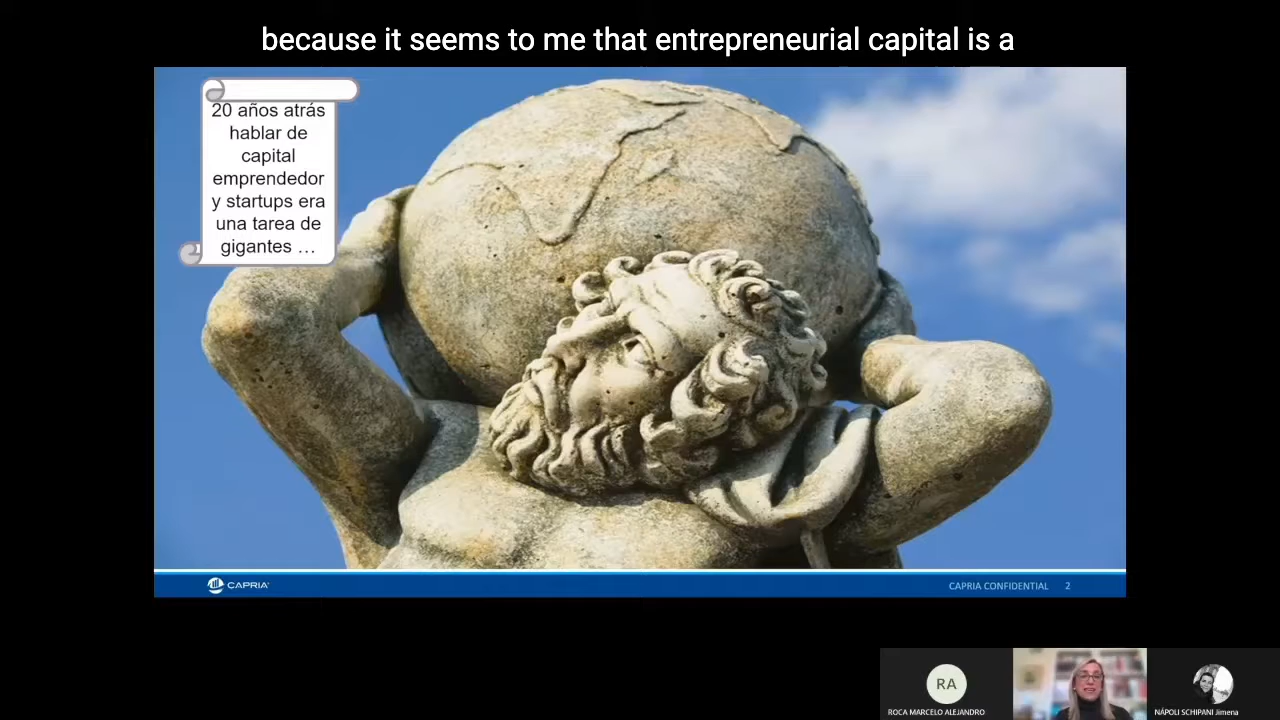 because it seems to me that entrepreneurial capital is a
20 años atrás
hablar de
capital
emprendedor
y startups era
una tarea de
gigantes ...
CAPRIA
CAPRIA CONFIDENTIAL 2
RA
ROCA MARCELO ALEJANDRO
NÁPOLI SCHIPANI Jimena